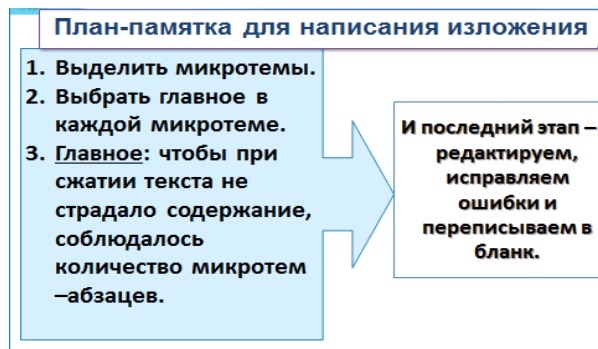 План-памятка для написания изложения
1. Выделить микротемы.
2. Выбрать главное в
каждой микротеме.
3. Главное: чтобы при
сжатии текста не
страдало содержание,
соблюдалось
количество микротем
–абзацев.
И последний этап –
редактируем,
исправляем
ошибки и
переписываем в
бланк.